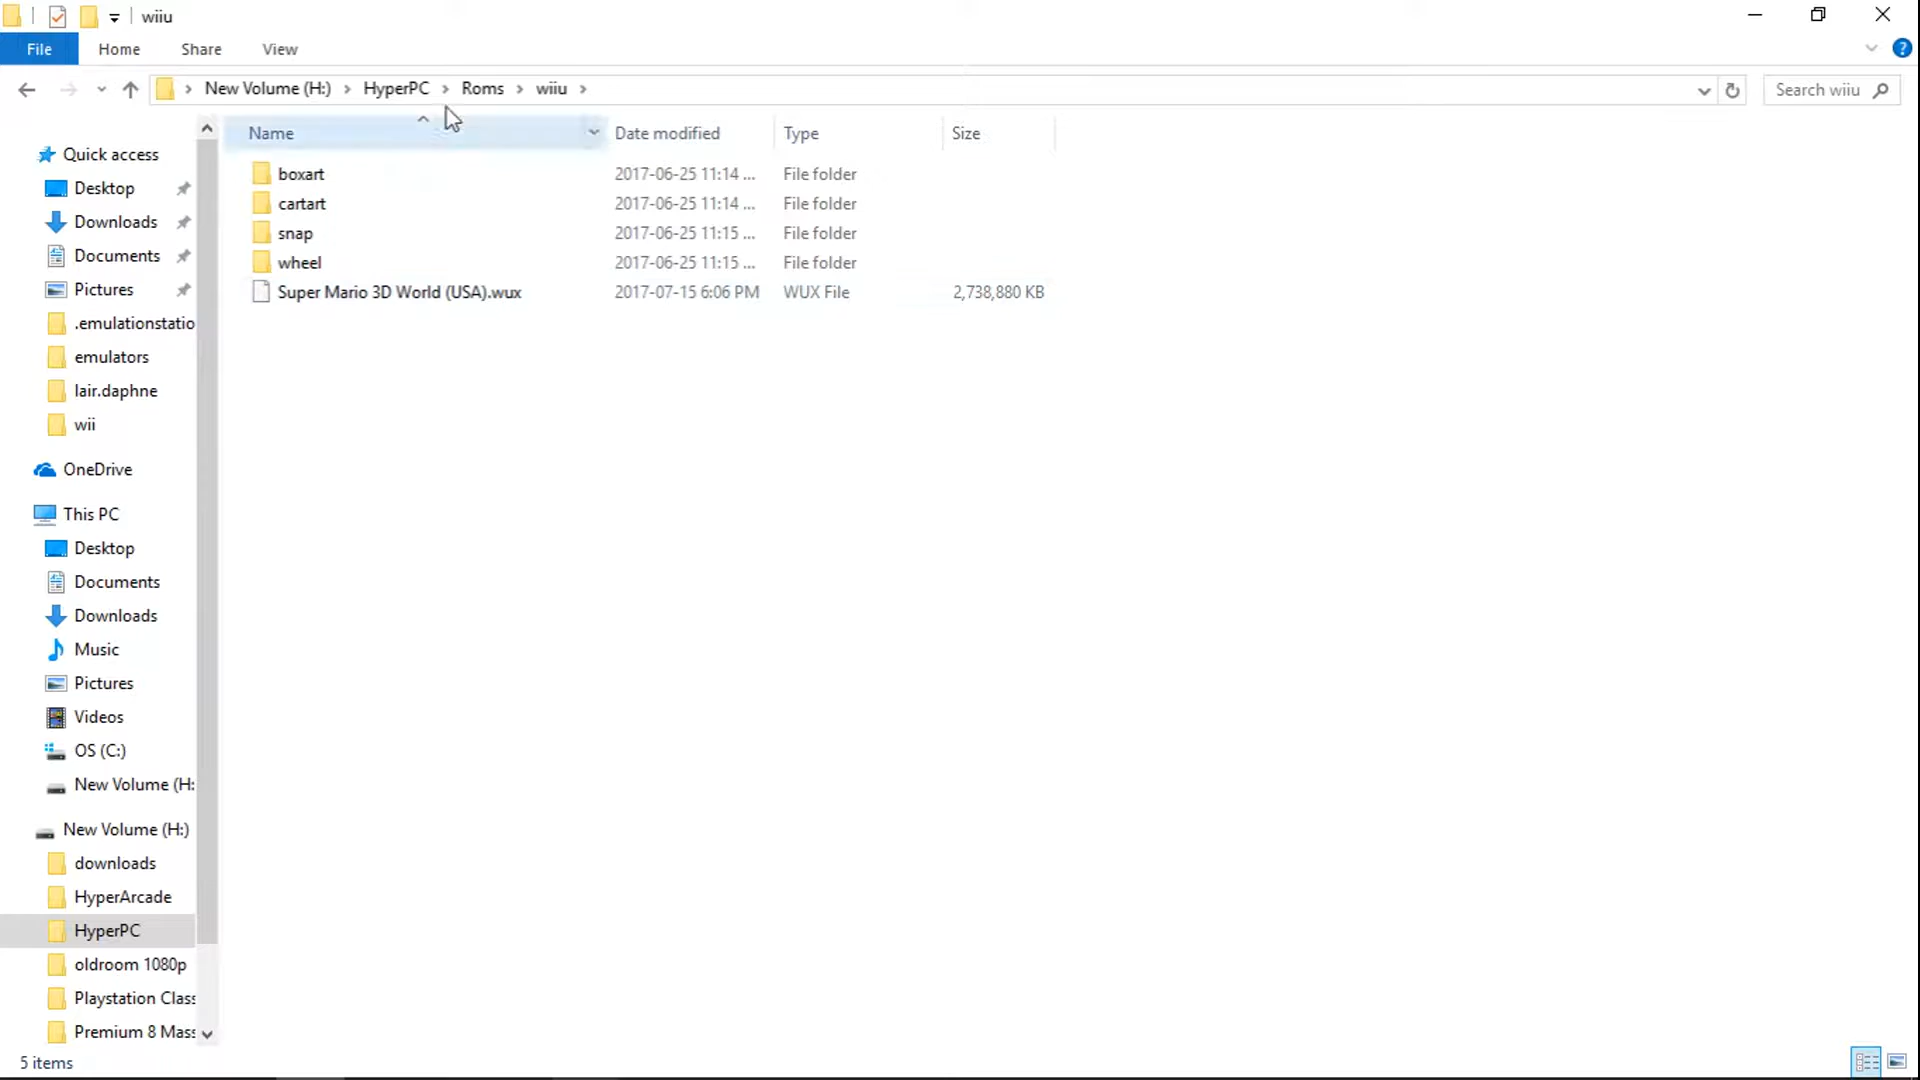 wiiu
File Home Share View
New Volume (H:) HyperPC Roms wiiu Search wiiu
Name Date modified Type Size
boxart 2017-06-25 11:14 ... File folder
cartart 2017-06-25 11:14 ... File folder
snap 2017-06-25 11:15 ... File folder
wheel 2017-06-25 11:15 ... File folder
Super Mario 3D World (USA).wux 2017-07-15 6:06 PM WUX File 2,738,880 KB
Quick access
Desktop
Downloads
Documents
Pictures
.emulationstatio
emulators
lair.daphne
wii
OneDrive
This PC
Desktop
Documents
Downloads
Music
Pictures
Videos
OS (C:)
New Volume (H:
New Volume (H:)
downloads
HyperArcade
HyperPC
oldroom 1080p
Playstation Class
Premium 8 Mass
5 items